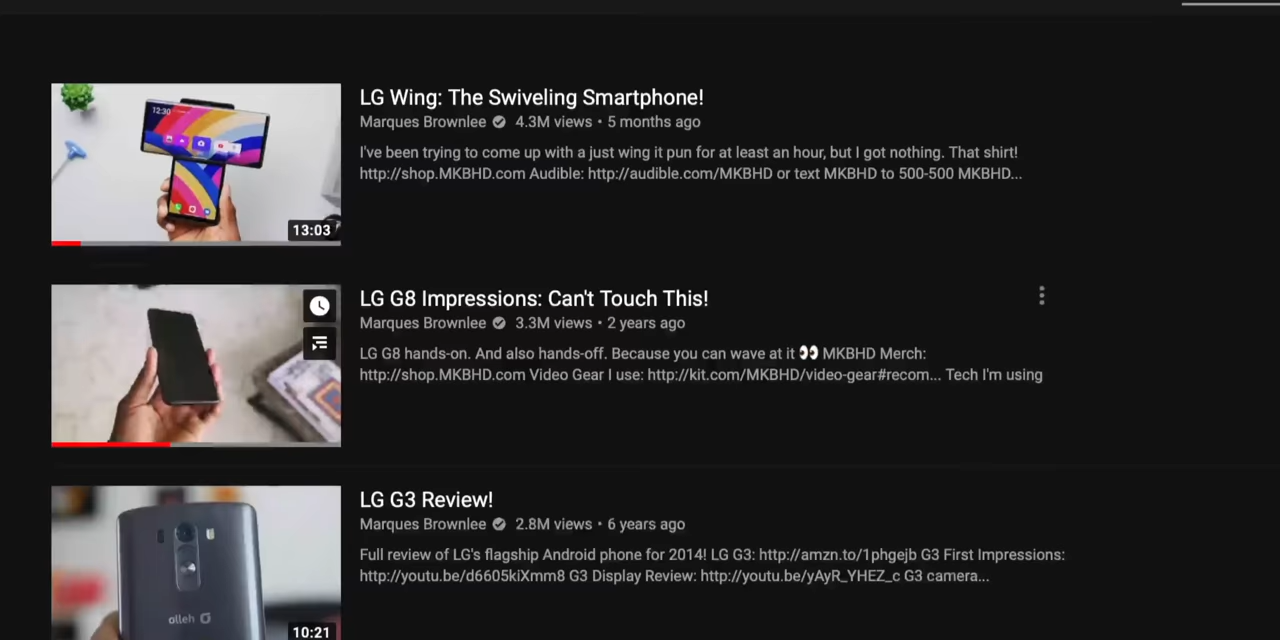 12:30
13:03
LG Wing: The Swiveling Smartphone!
Marques Brownlee 4.3M views • 5 months ago
I've been trying to come up with a just wing it pun for at least an hour, but I got nothing. That shirt!
http://shop.MKBHD.com Audible: http://audible.com/MKBHD or text MKBHD to 500-500 MKBHD...
LG G8 Impressions: Can't Touch This!
Marques Brownlee 3.3M views • 2 years ago
LG G8 hands-on. And also hands-off. Because you can wave at it 👀 MKBHD Merch:
http://shop.MKBHD.com Video Gear I use: http://kit.com/MKBHD/video-gear#recom... Tech I'm using
olleh
10:21
LG G3 Review!
Marques Brownlee 2.8M views • 6 years ago
Full review of LG's flagship Android phone for 2014! LG G3: http://amzn.to/1phgejb G3 First Impressions:
http://youtu.be/d6605kiXmm8 G3 Display Review: http://youtu.be/yAyR_YHEZ_c G3 camera...